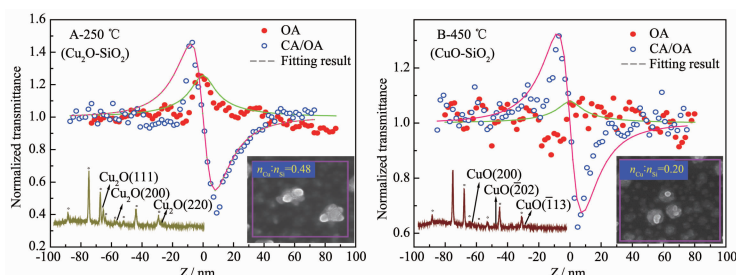 A-250 ℃
(Cu₂O-SiO₂)
OA
CA/OA
Fitting result
Normalized transmittance
1.6
1.4
1.2
1.0
0.8
0.6
0.4
0.2
Cu₂O(111)
Cu₂O(200)
Cu₂O(220)
nCu:nSi=0.48
-100 -80 -60 -40 -20 0 20 40 60 80 100
Z / nm
B-450 ℃
(CuO-SiO₂)
OA
CA/OA
Fitting result
Normalized transmittance
1.2
1.0
0.8
0.6
CuO(200)
CuO(2̄02)
CuO(1̄13)
nCu:nSi=0.20
-100 -80 -60 -40 -20 0 20 40 60 80 100
Z / nm